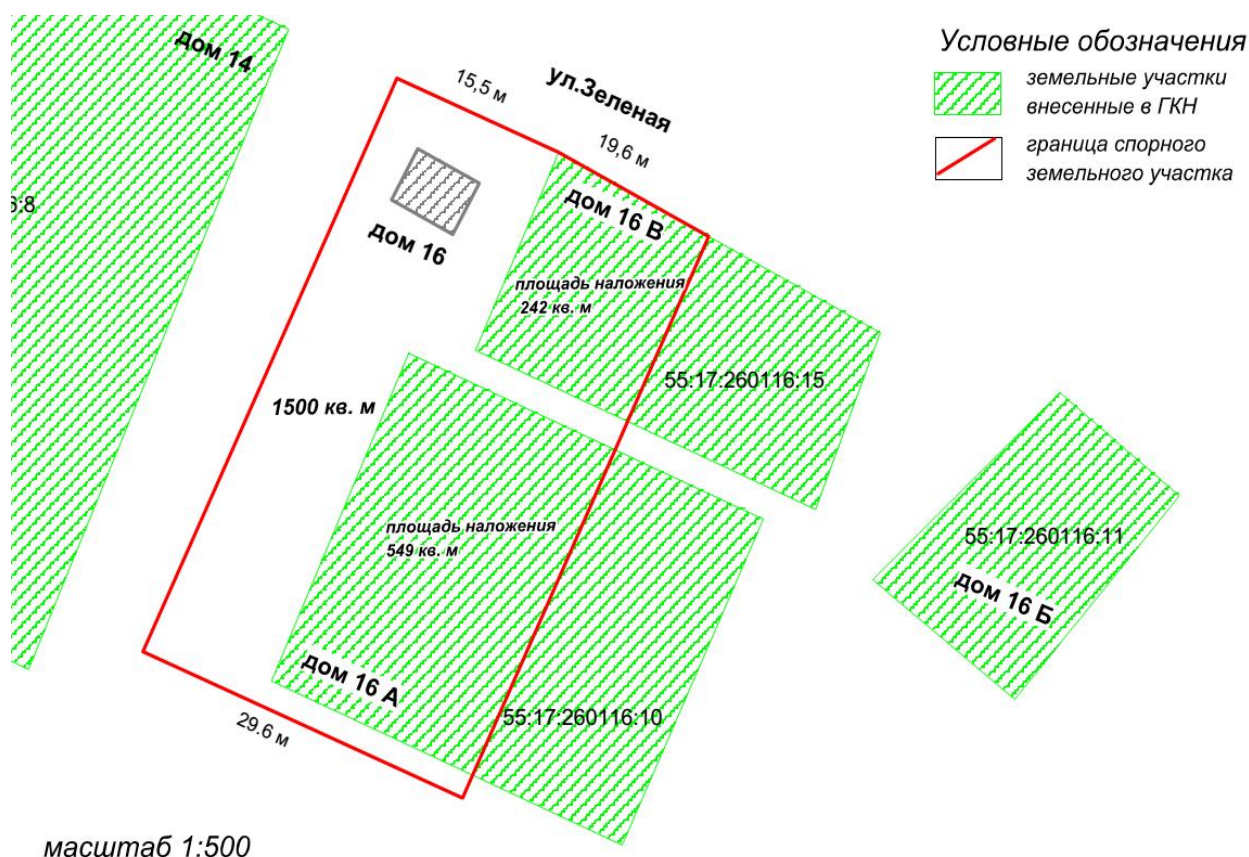 Условные обозначения
земельные участки
внесенные в ГКН
граница спорного
земельного участка
дом 14
15,5 м
ул.Зеленая
19,6 м
:8
дом 16
дом 16 В
площадь наложения
242 кв. м
55:17:260116:15
1500 кв. м
площадь наложения
549 кв. м
55:17:260116:11
дом 16 Б
дом 16 А
55:17:260116:10
29.6 м
масштаб 1:500